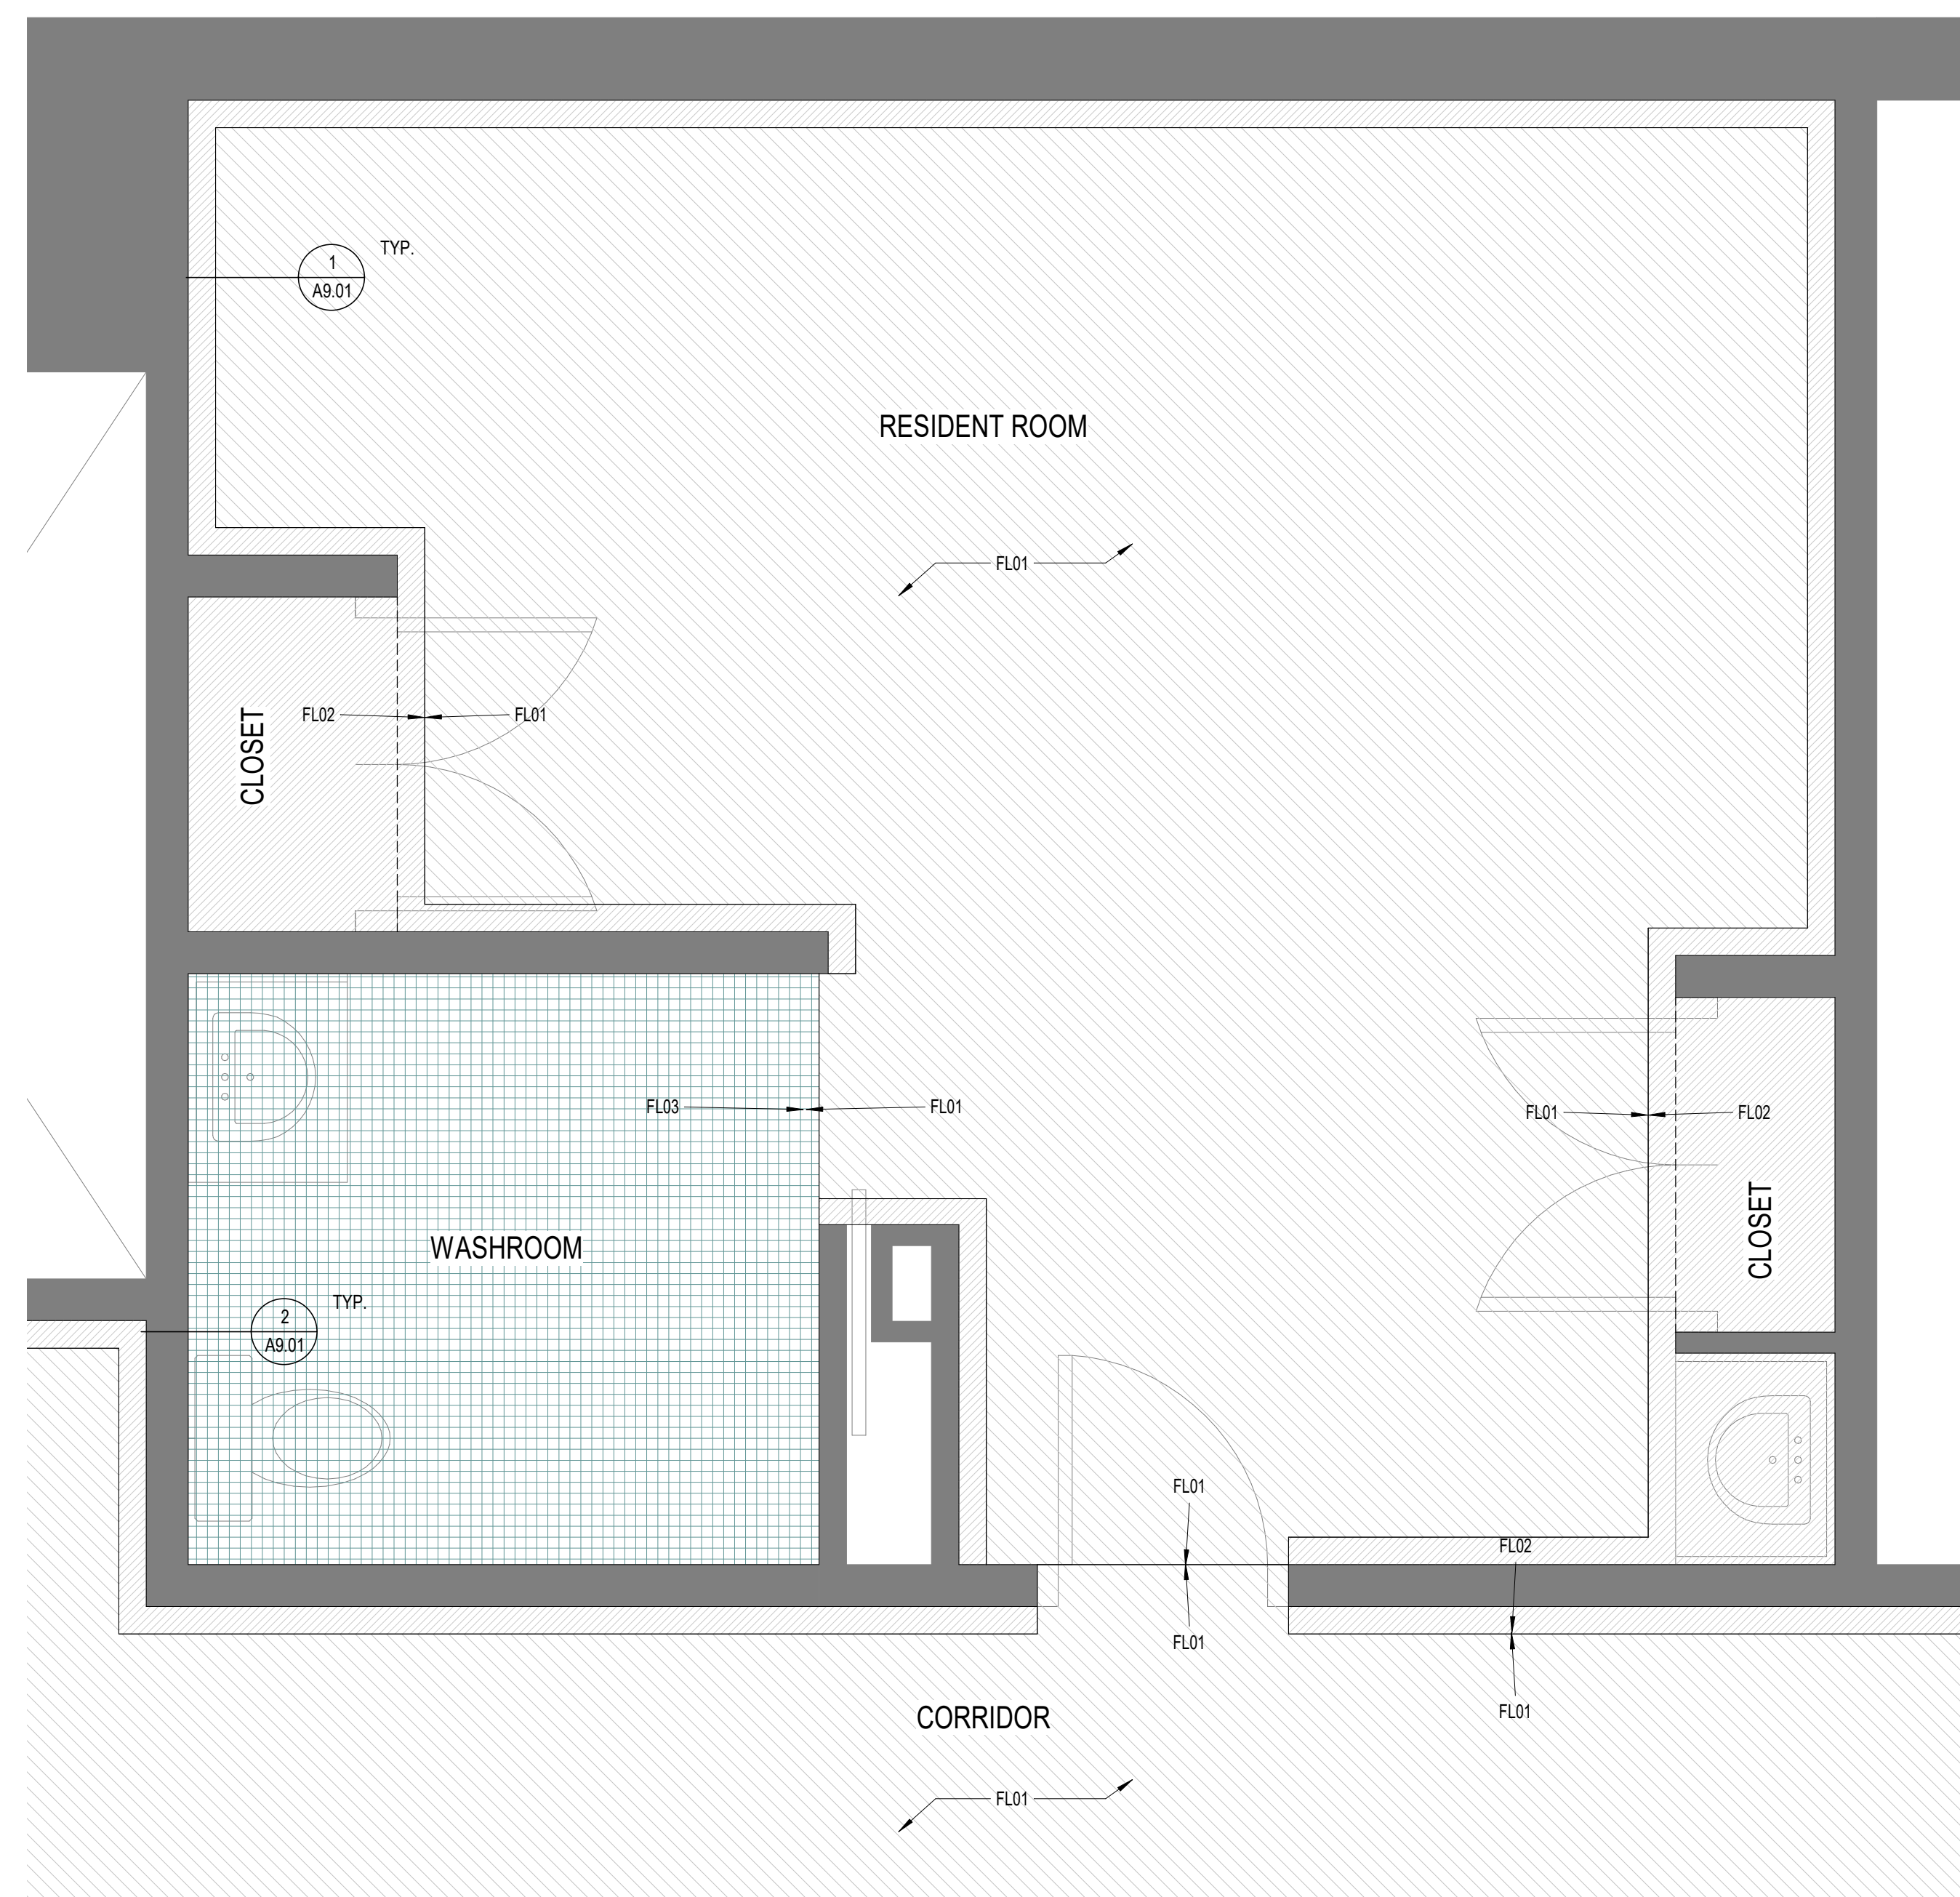 TYP.
1
A9.01
RESIDENT ROOM
FL01
FL02
FL01
CLOSET
FL03
FL01
FL01
FL02
CLOSET
WASHROOM
TYP.
2
A9.01
FL01
FL02
FL01
FL01
CORRIDOR
FL01